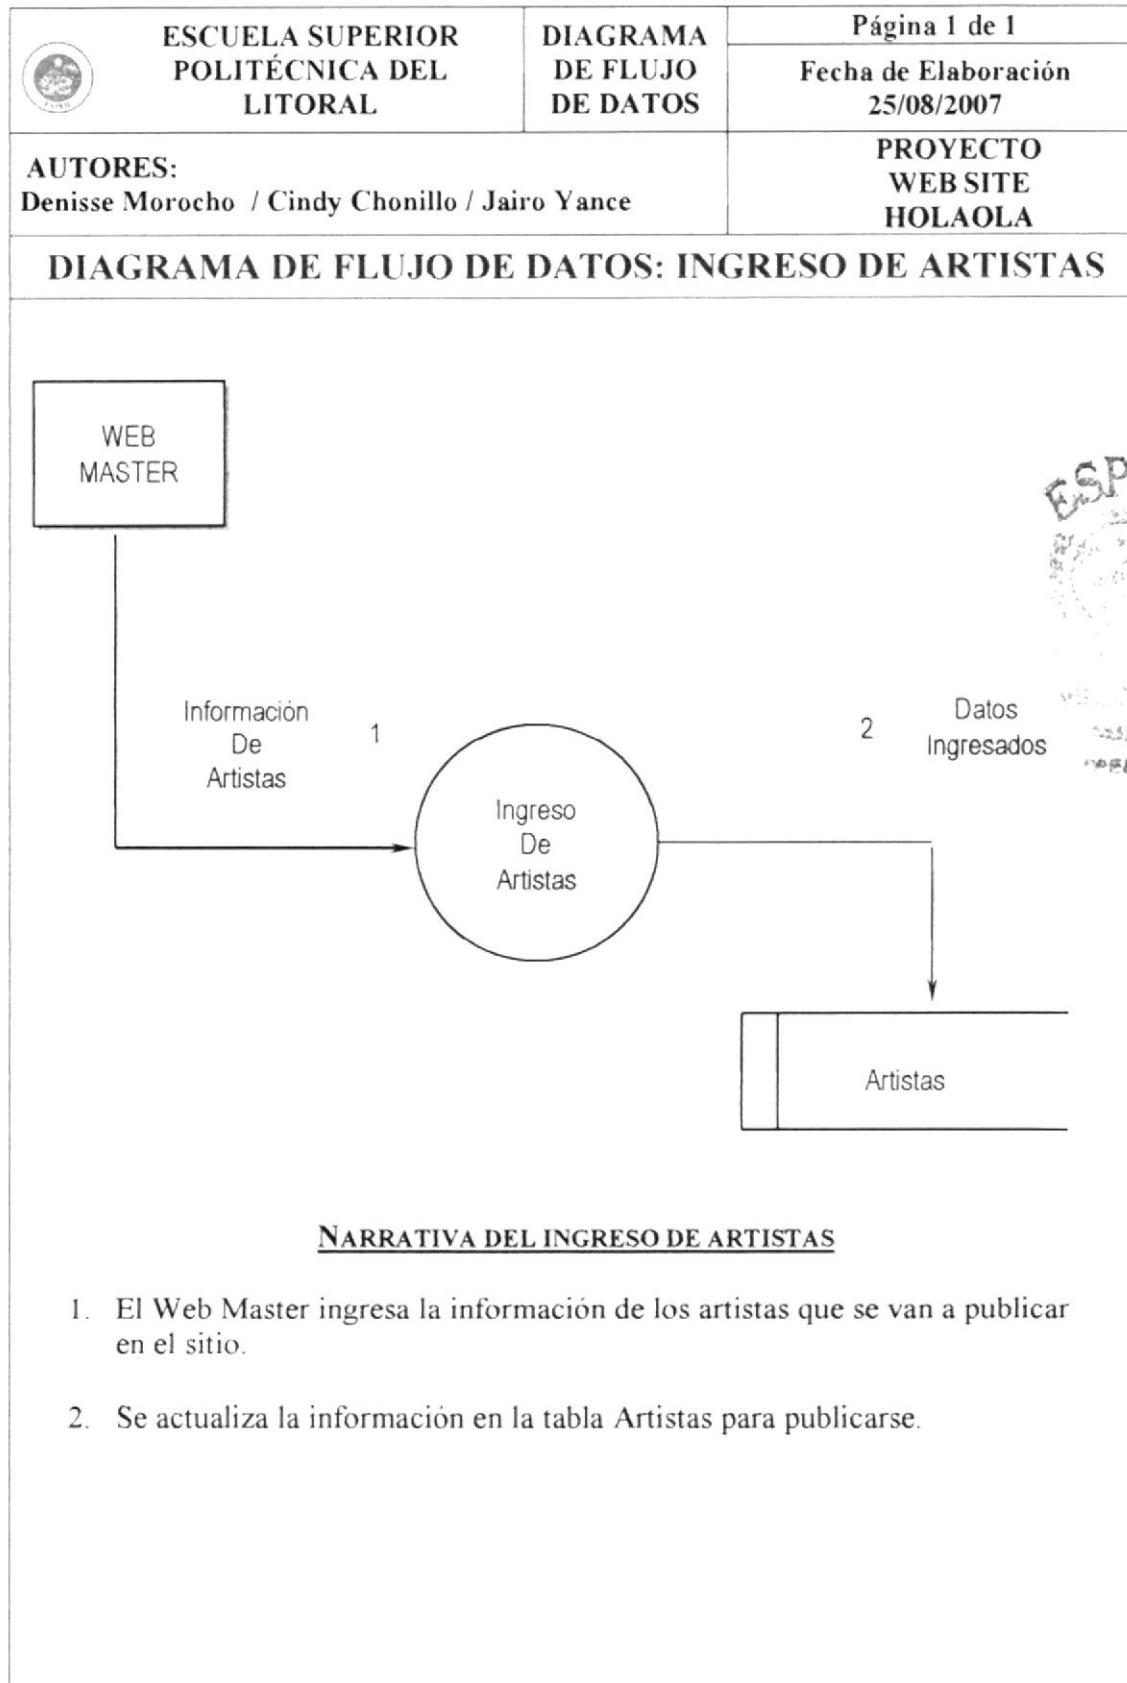 ESCUELA SUPERIOR
POLITÉCNICA DEL
LITORAL
DIAGRAMA
DE FLUJO
DE DATOS
Página 1 de 1
Fecha de Elaboración
25/08/2007
AUTORES:
Denisse Morocho / Cindy Chonillo / Jairo Yance
PROYECTO
WEB SITE
HOLAOLA
DIAGRAMA DE FLUJO DE DATOS: INGRESO DE ARTISTAS
WEB
MASTER
ESP
Información
De
Artistas
1
Ingreso
De
Artistas
2
Datos
Ingresados
Artistas
NARRATIVA DEL INGRESO DE ARTISTAS
1. El Web Master ingresa la información de los artistas que se van a publicar
en el sitio.
2. Se actualiza la información en la tabla Artistas para publicarse.